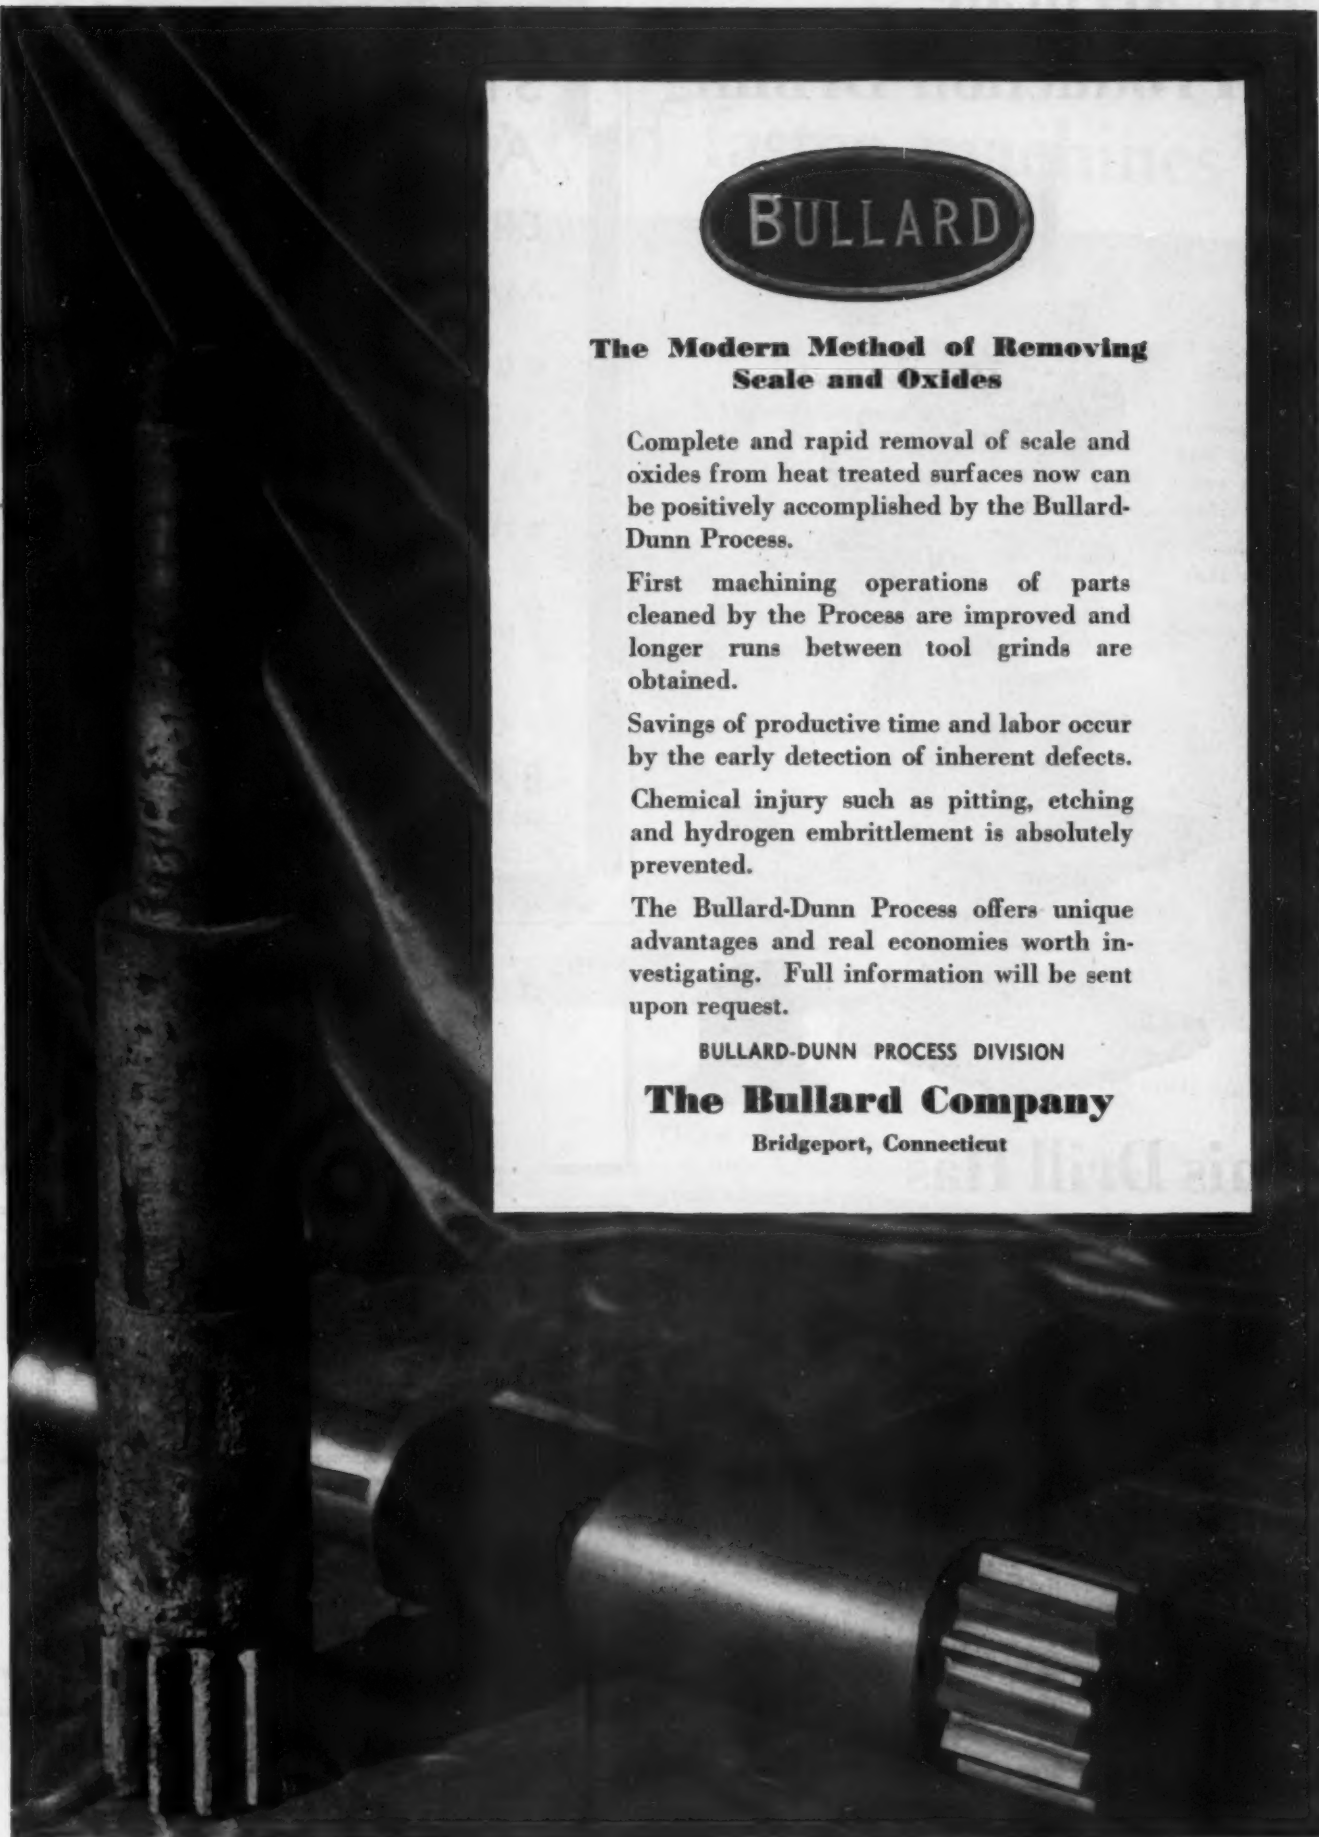 BULLARD
The Modern Method of Removing
Scale and Oxides
Complete and rapid removal of scale and
oxides from heat treated surfaces now can
be positively accomplished by the Bullard-
Dunn Process.
First machining operations of parts
cleaned by the Process are improved and
longer runs between tool grinds are
obtained.
Savings of productive time and labor occur
by the early detection of inherent defects.
Chemical injury such as pitting, etching
and hydrogen embrittlement is absolutely
prevented.
The Bullard-Dunn Process offers unique
advantages and real economies worth in-
vestigating. Full information will be sent
upon request.
BULLARD-DUNN PROCESS DIVISION
The Bullard Company
Bridgeport, Connecticut